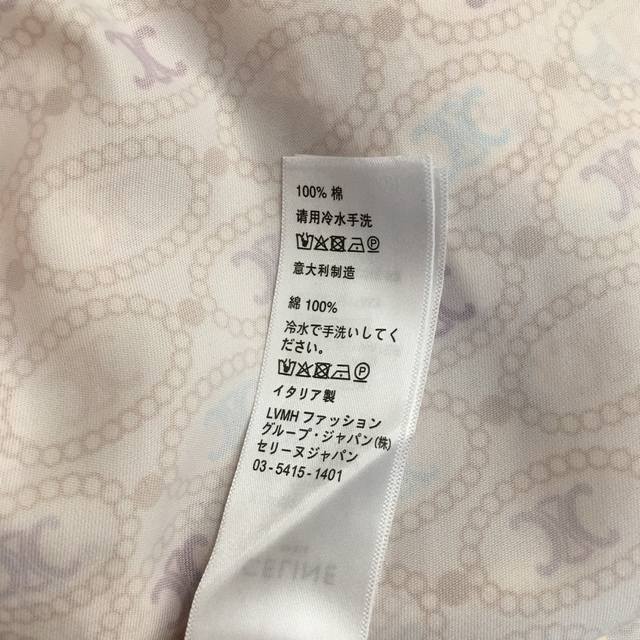 100% 棉
请用冷水手洗
意大利制造
綿 100%
冷水で手洗いしてく
ださい。
イタリア製
LVMH ファッション
グループ・ジャパン(株)
セリーヌジャパン
03-5415-1401
CELINE